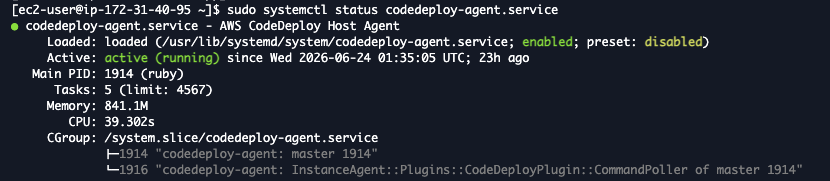 [ec2-user@ip-172-31-40-95 ~]$ sudo systemctl status codedeploy-agent.service
● codedeploy-agent.service - AWS CodeDeploy Host Agent
     Loaded: loaded (/usr/lib/systemd/system/codedeploy-agent.service; enabled; preset: disabled)
     Active: active (running) since Wed 2026-06-24 01:35:05 UTC; 23h ago
   Main PID: 1914 (ruby)
      Tasks: 5 (limit: 4567)
     Memory: 841.1M
        CPU: 39.302s
     CGroup: /system.slice/codedeploy-agent.service
             ├─1914 "codedeploy-agent: master 1914"
             └─1916 "codedeploy-agent: InstanceAgent::Plugins::CodeDeployPlugin::CommandPoller of master 1914"